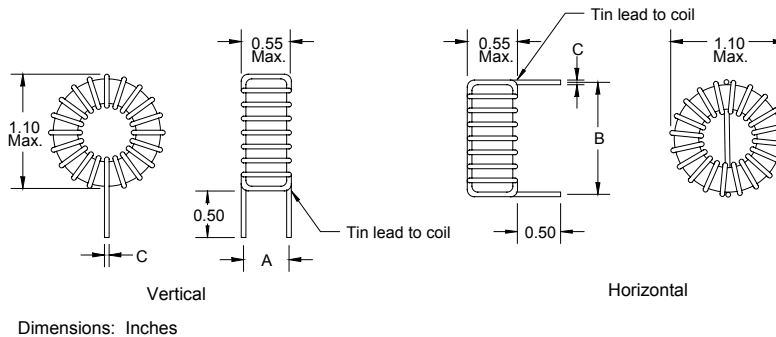 Tin lead to coil
0.55
Max.
0.55
Max.
C
1.10
Max.
1.10
Max.
B
0.50
Tin lead to coil
0.50
C
A
Vertical
Horizontal
Dimensions: Inches